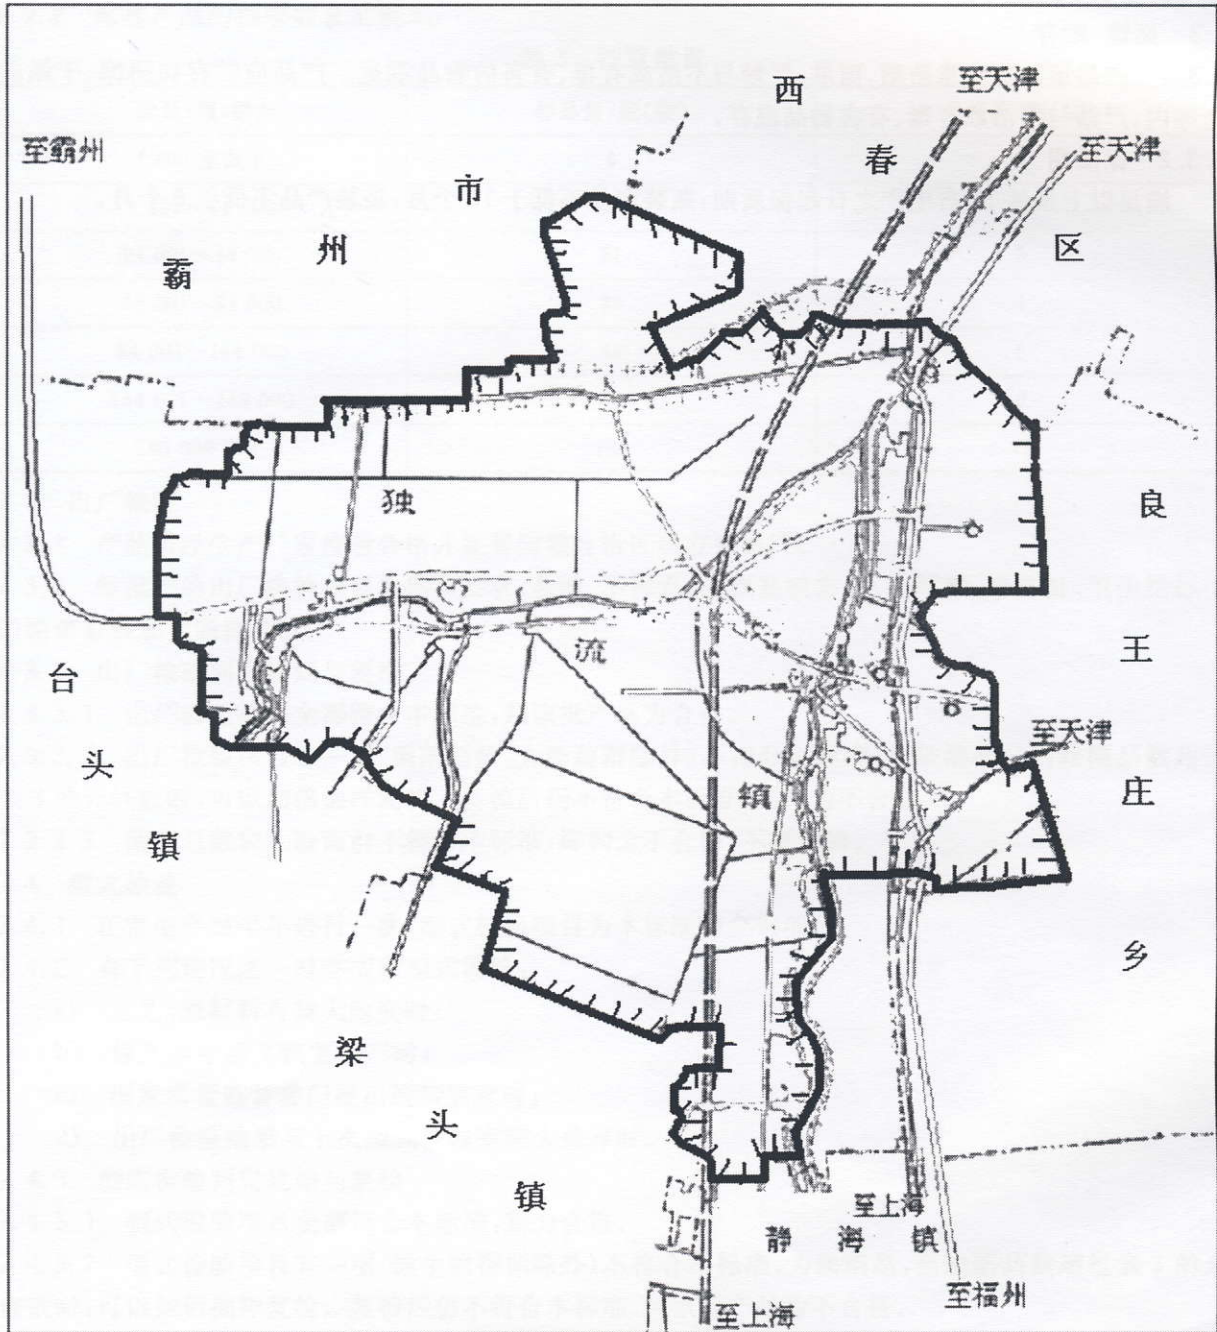 至天津
西
至霸州
至天津
春
市
州
区
霸
独
良
流
王
台
至天津
头
镇
庄
镇
乡
梁
头
镇
至上海
静海镇
至福州
至上海